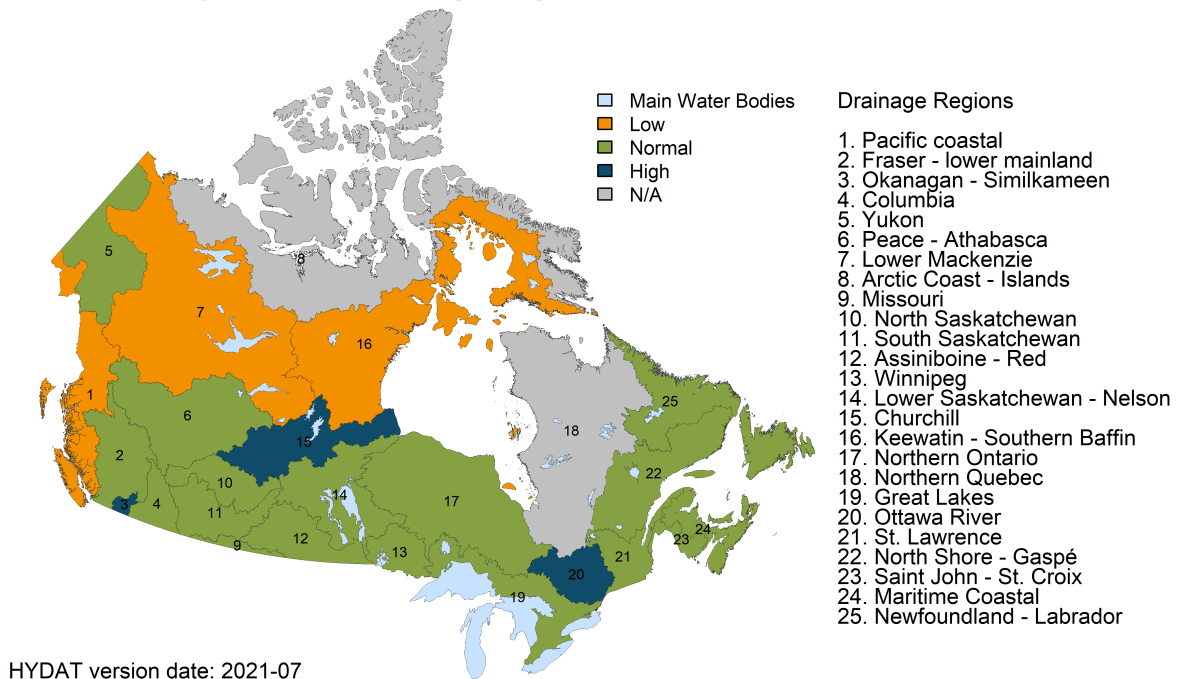 Main Water Bodies
Low
Normal
High
N/A
Drainage Regions
1. Pacific coastal
2. Fraser - lower mainland
3. Okanagan - Similkameen
4. Columbia
5. Yukon
6. Peace - Athabasca
7. Lower Mackenzie
8. Arctic Coast - Islands
9. Missouri
10. North Saskatchewan
11. South Saskatchewan
12. Assiniboine - Red
13. Winnipeg
14. Lower Saskatchewan - Nelson
15. Churchill
16. Keewatin - Southern Baffin
17. Northern Ontario
18. Northern Quebec
19. Great Lakes
20. Ottawa River
21. St. Lawrence
22. North Shore - Gaspé
23. Saint John - St. Croix
24. Maritime Coastal
25. Newfoundland - Labrador
5
8
7
16
1
6
25
15
18
2
22
10
14
17
3
4
11
24
12
23
9
13
21
20
19
HYDAT version date: 2021-07